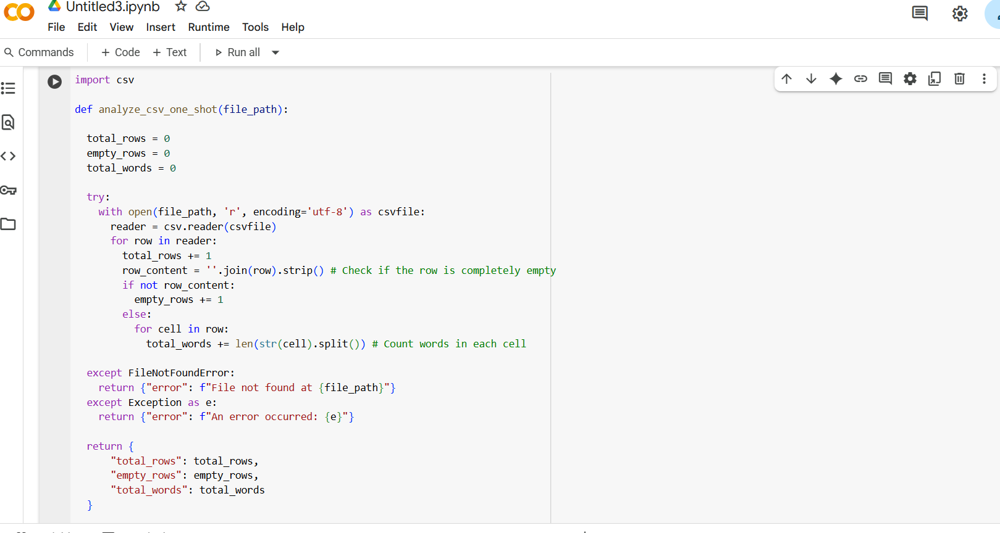 Untitled3.ipynb
File Edit View Insert Runtime Tools Help
Commands + Code + Text Run all
import csv
def analyze_csv_one_shot(file_path):
total_rows = 0
empty_rows = 0
total_words = 0
try:
with open(file_path, 'r', encoding='utf-8') as csvfile:
reader = csv.reader(csvfile)
for row in reader:
total_rows += 1
row_content = ''.join(row).strip() # Check if the row is completely empty
if not row_content:
empty_rows += 1
else:
for cell in row:
total_words += len(str(cell).split()) # Count words in each cell
except FileNotFoundError:
return {"error": f"File not found at {file_path}"}
except Exception as e:
return {"error": f"An error occurred: {e}"}
return {
"total_rows": total_rows,
"empty_rows": empty_rows,
"total_words": total_words
}